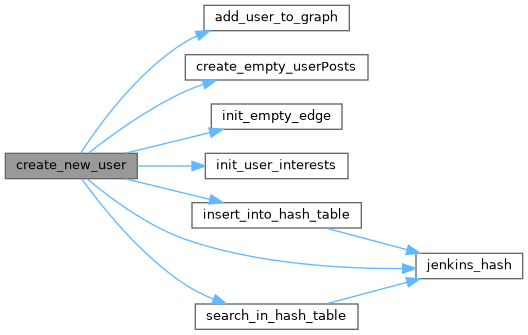 add_user_to_graph
create_empty_userPosts
init_empty_edge
create_new_user
init_user_interests
insert_into_hash_table
jenkins_hash
search_in_hash_table